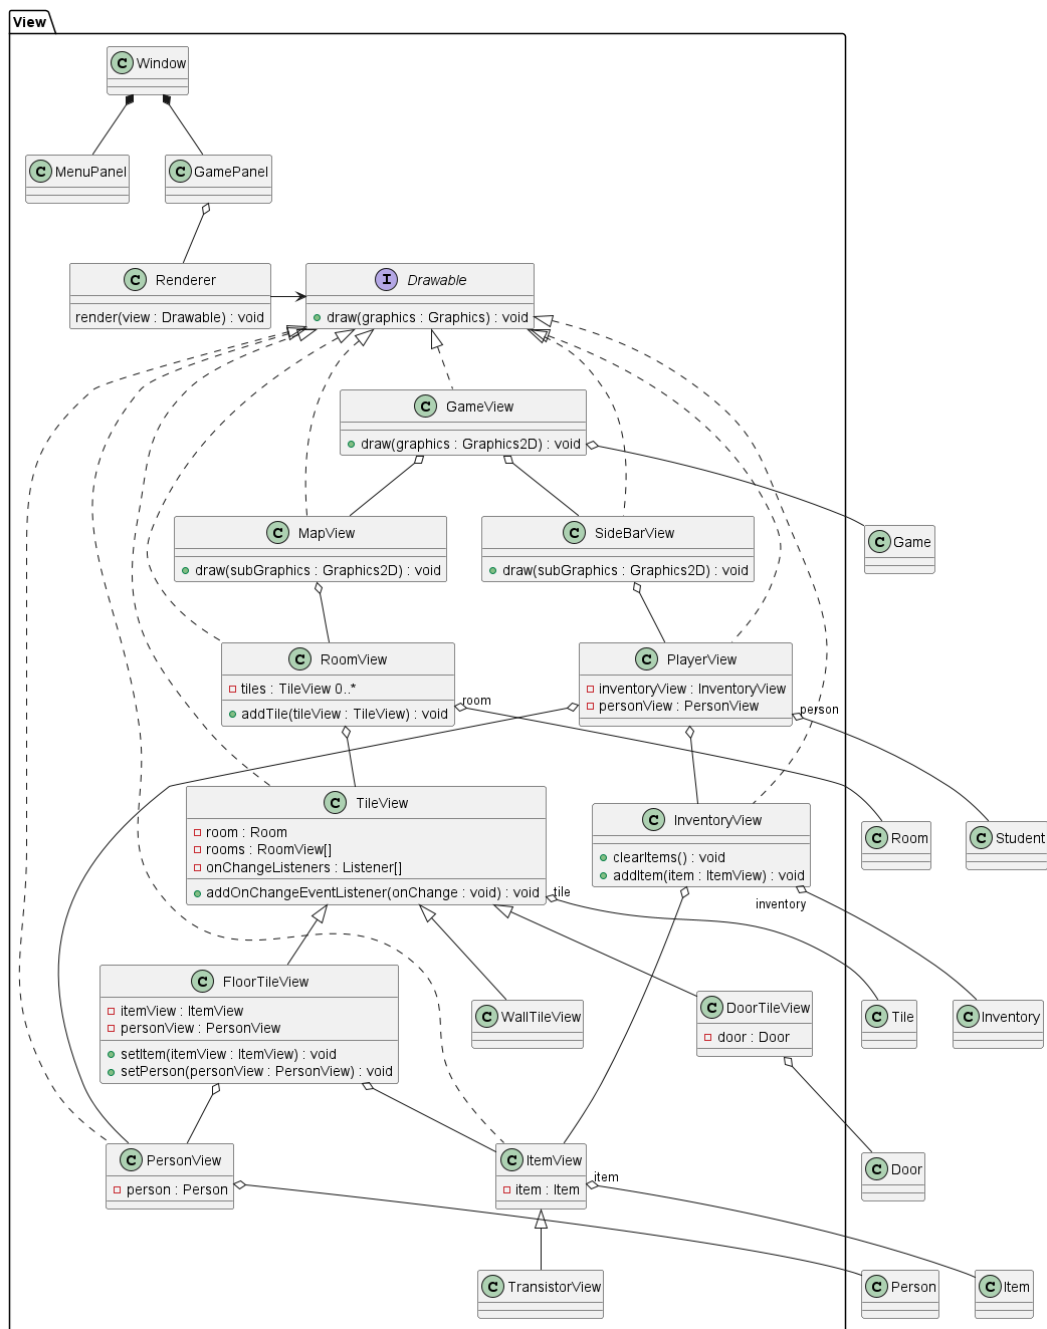 View
C Window
C MenuPanel
C GamePanel
C Renderer
render(view : Drawable) : void
I Drawable
draw(graphics : Graphics) : void
C GameView
draw(graphics : Graphics2D) : void
C MapView
draw(subGraphics : Graphics2D) : void
C SideBarView
draw(subGraphics : Graphics2D) : void
C Game
C RoomView
tiles : TileView 0..*
addTile(tileView : TileView) : void
room
C PlayerView
inventoryView : InventoryView
personView : PersonView
person
C TileView
room : Room
rooms : RoomView[]
onChangeListeners : Listener[]
addOnChangeEventListener(onChange : void) : void
tile
C InventoryView
clearItems() : void
addItem(item : ItemView) : void
inventory
C Room
C Student
C FloorTileView
itemView : ItemView
personView : PersonView
setItem(itemView : ItemView) : void
setPerson(personView : PersonView) : void
C WallTileView
C DoorTileView
door : Door
C Tile
C Inventory
C PersonView
person : Person
C ItemView
item : Item
item
C Door
C TransistorView
C Person
C Item